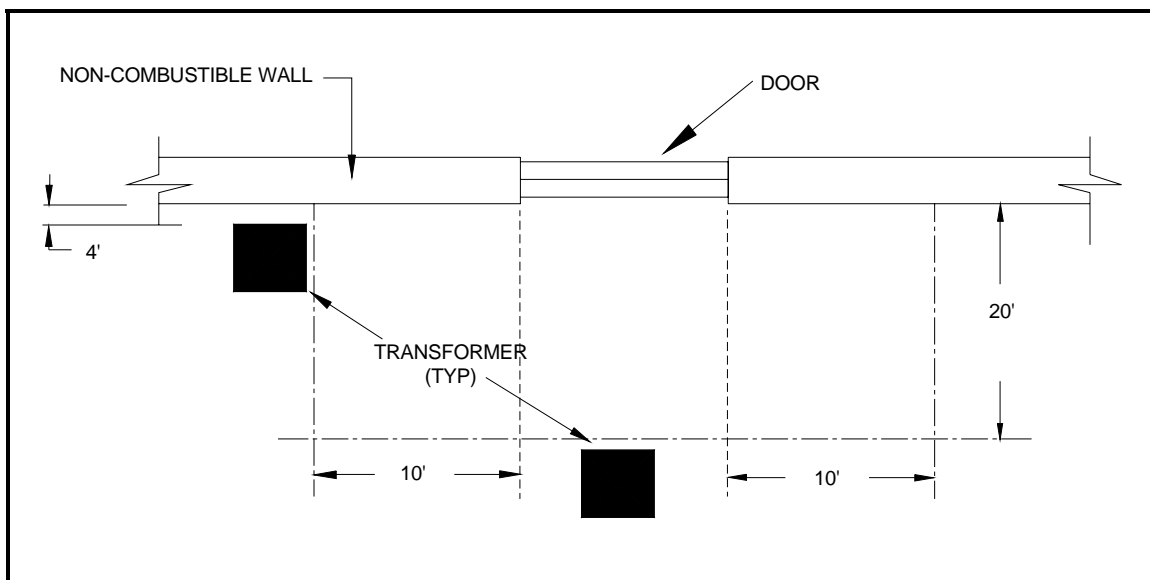 NON-COMBUSTIBLE WALL
DOOR
4'
20'
TRANSFORMER
(TYP)
10'
10'